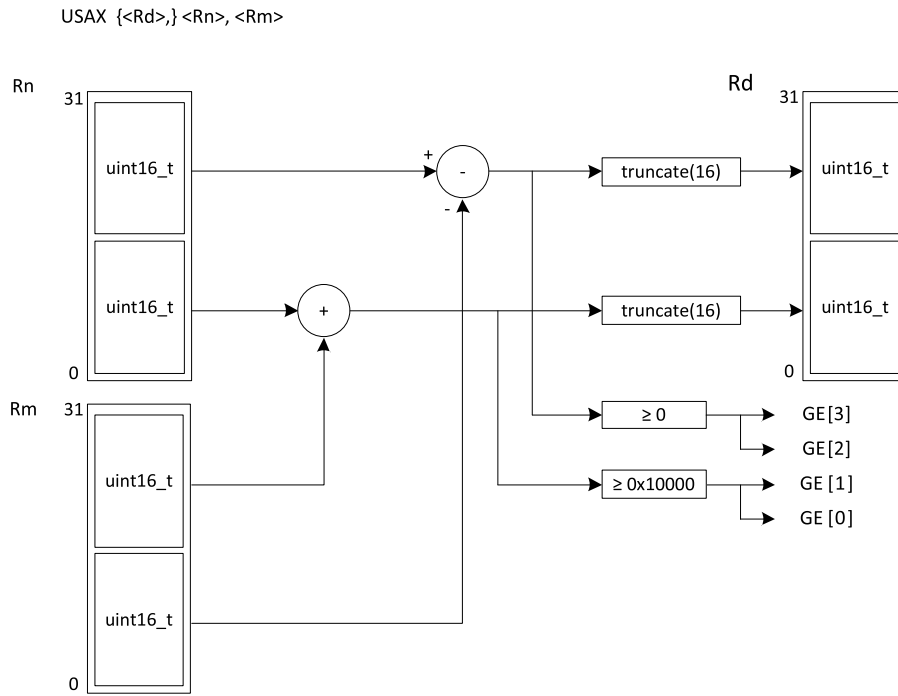 USAX {<Rd>,} <Rn>, <Rm>
Rn
31
uint16_t
uint16_t
0
Rm
31
uint16_t
uint16_t
0
+
-
-
+
truncate(16)
truncate(16)
≥ 0
≥ 0x10000
Rd
31
uint16_t
uint16_t
0
GE[3]
GE[2]
GE [1]
GE [0]